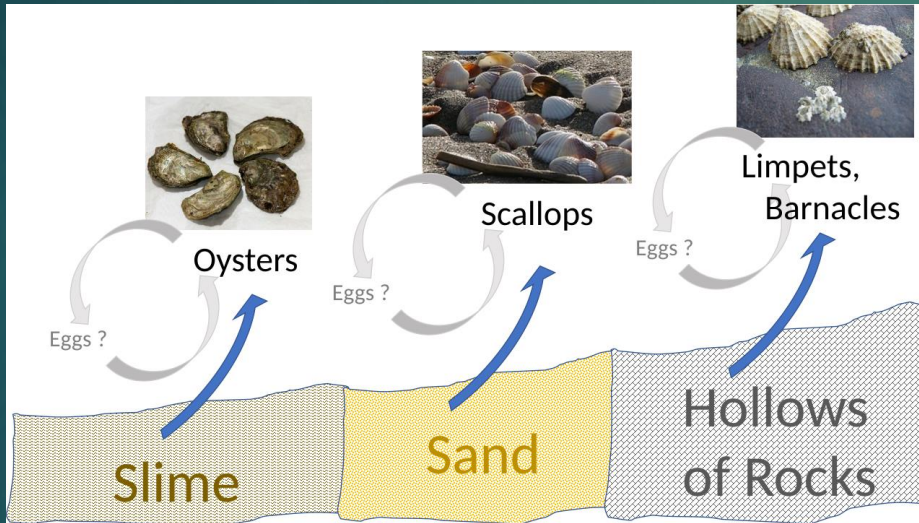 Limpets,
Barnacles
Scallops
Oysters
Eggs ?
Eggs ?
Eggs ?
Slime
Sand
Hollows
of Rocks